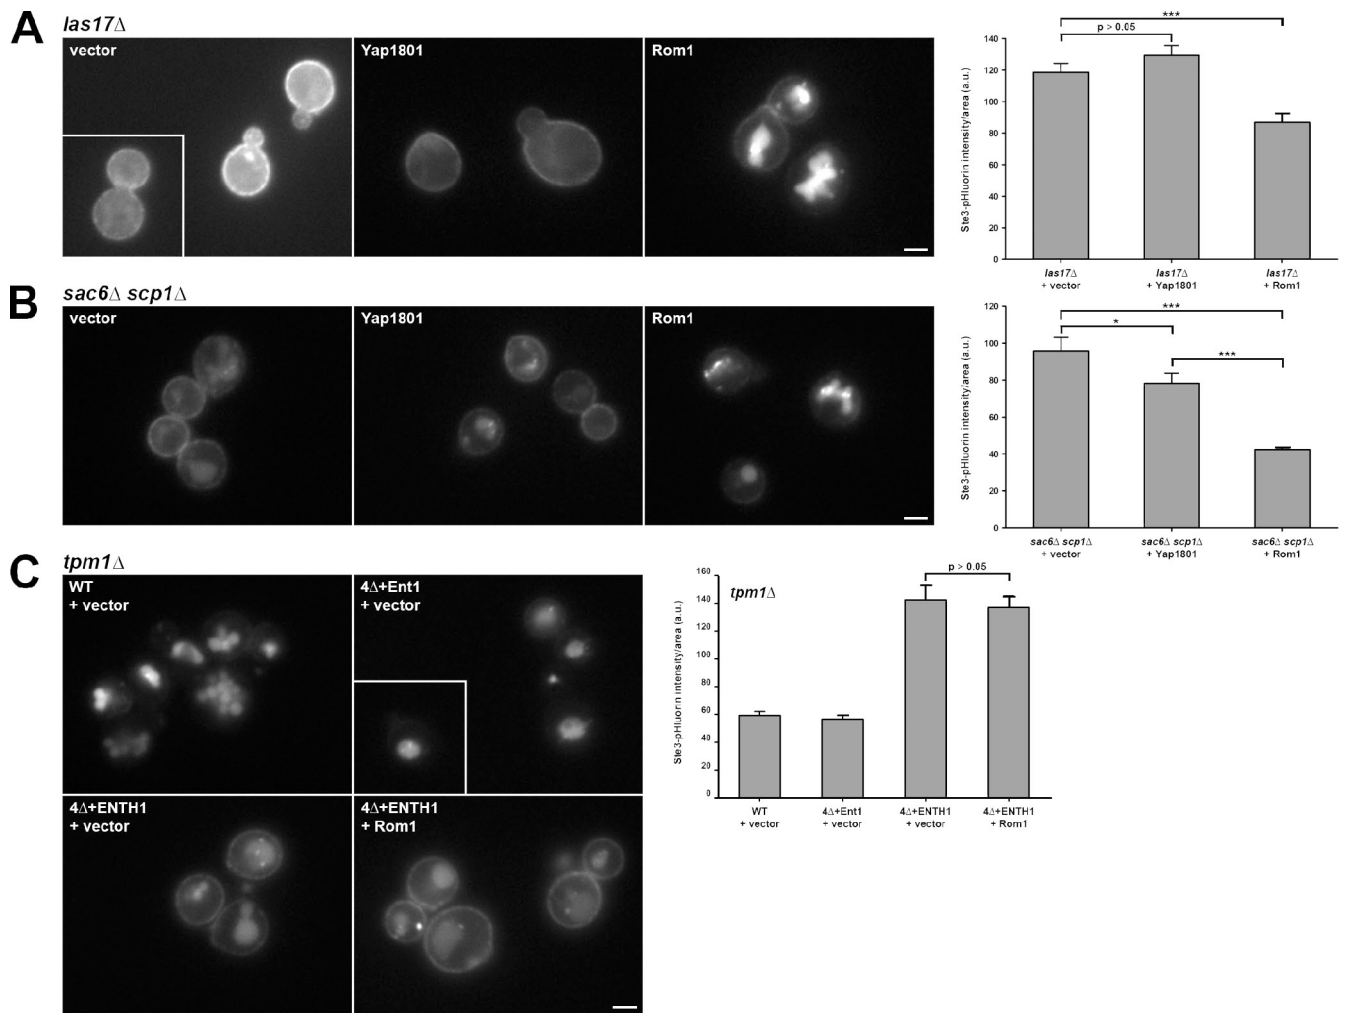 A
las17Δ
vector
Yap1801
Rom1
Ste3-pHluorin intensity/area (a.u.)
140
120
100
80
60
40
20
0
***
p > 0.05
las17Δ
+ vector
las17Δ
+ Yap1801
las17Δ
+ Rom1
B
sac6Δ scp1Δ
vector
Yap1801
Rom1
Ste3-pHluorin intensity/area (a.u.)
120
100
80
60
40
20
0
***
*
***
sac6Δ scp1Δ
+ vector
sac6Δ scp1Δ
+ Yap1801
sac6Δ scp1Δ
+ Rom1
C
tpm1Δ
WT
+ vector
4Δ+Ent1
+ vector
4Δ+ENTH1
+ vector
4Δ+ENTH1
+ Rom1
Ste3-pHluorin intensity/area (a.u.)
160
140
120
100
80
60
40
20
0
tpm1Δ
p > 0.05
WT
+ vector
4Δ+Ent1
+ vector
4Δ+ENTH1
+ vector
4Δ+ENTH1
+ Rom1